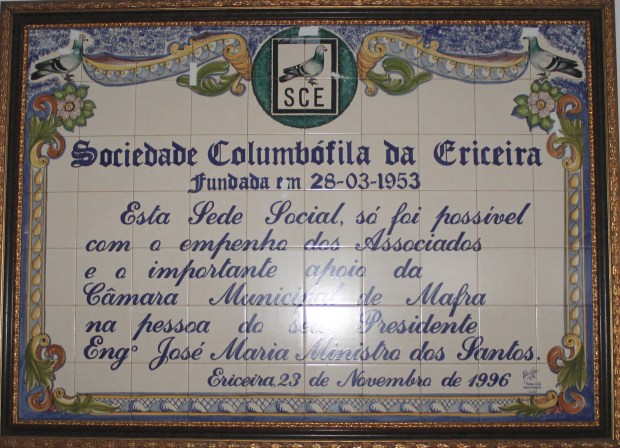 SCE
Sociedade Columbófila da Ericeira
Fundada em 28-03-1953
Esta Sede Social, só foi possível
com o empenho dos Associados
e o importante apoio da
Câmara Municipal de Mafra
na pessoa do seu Presidente
Engº José Maria Ministro dos Santos.
Ericeira, 23 de Novembro de 1996